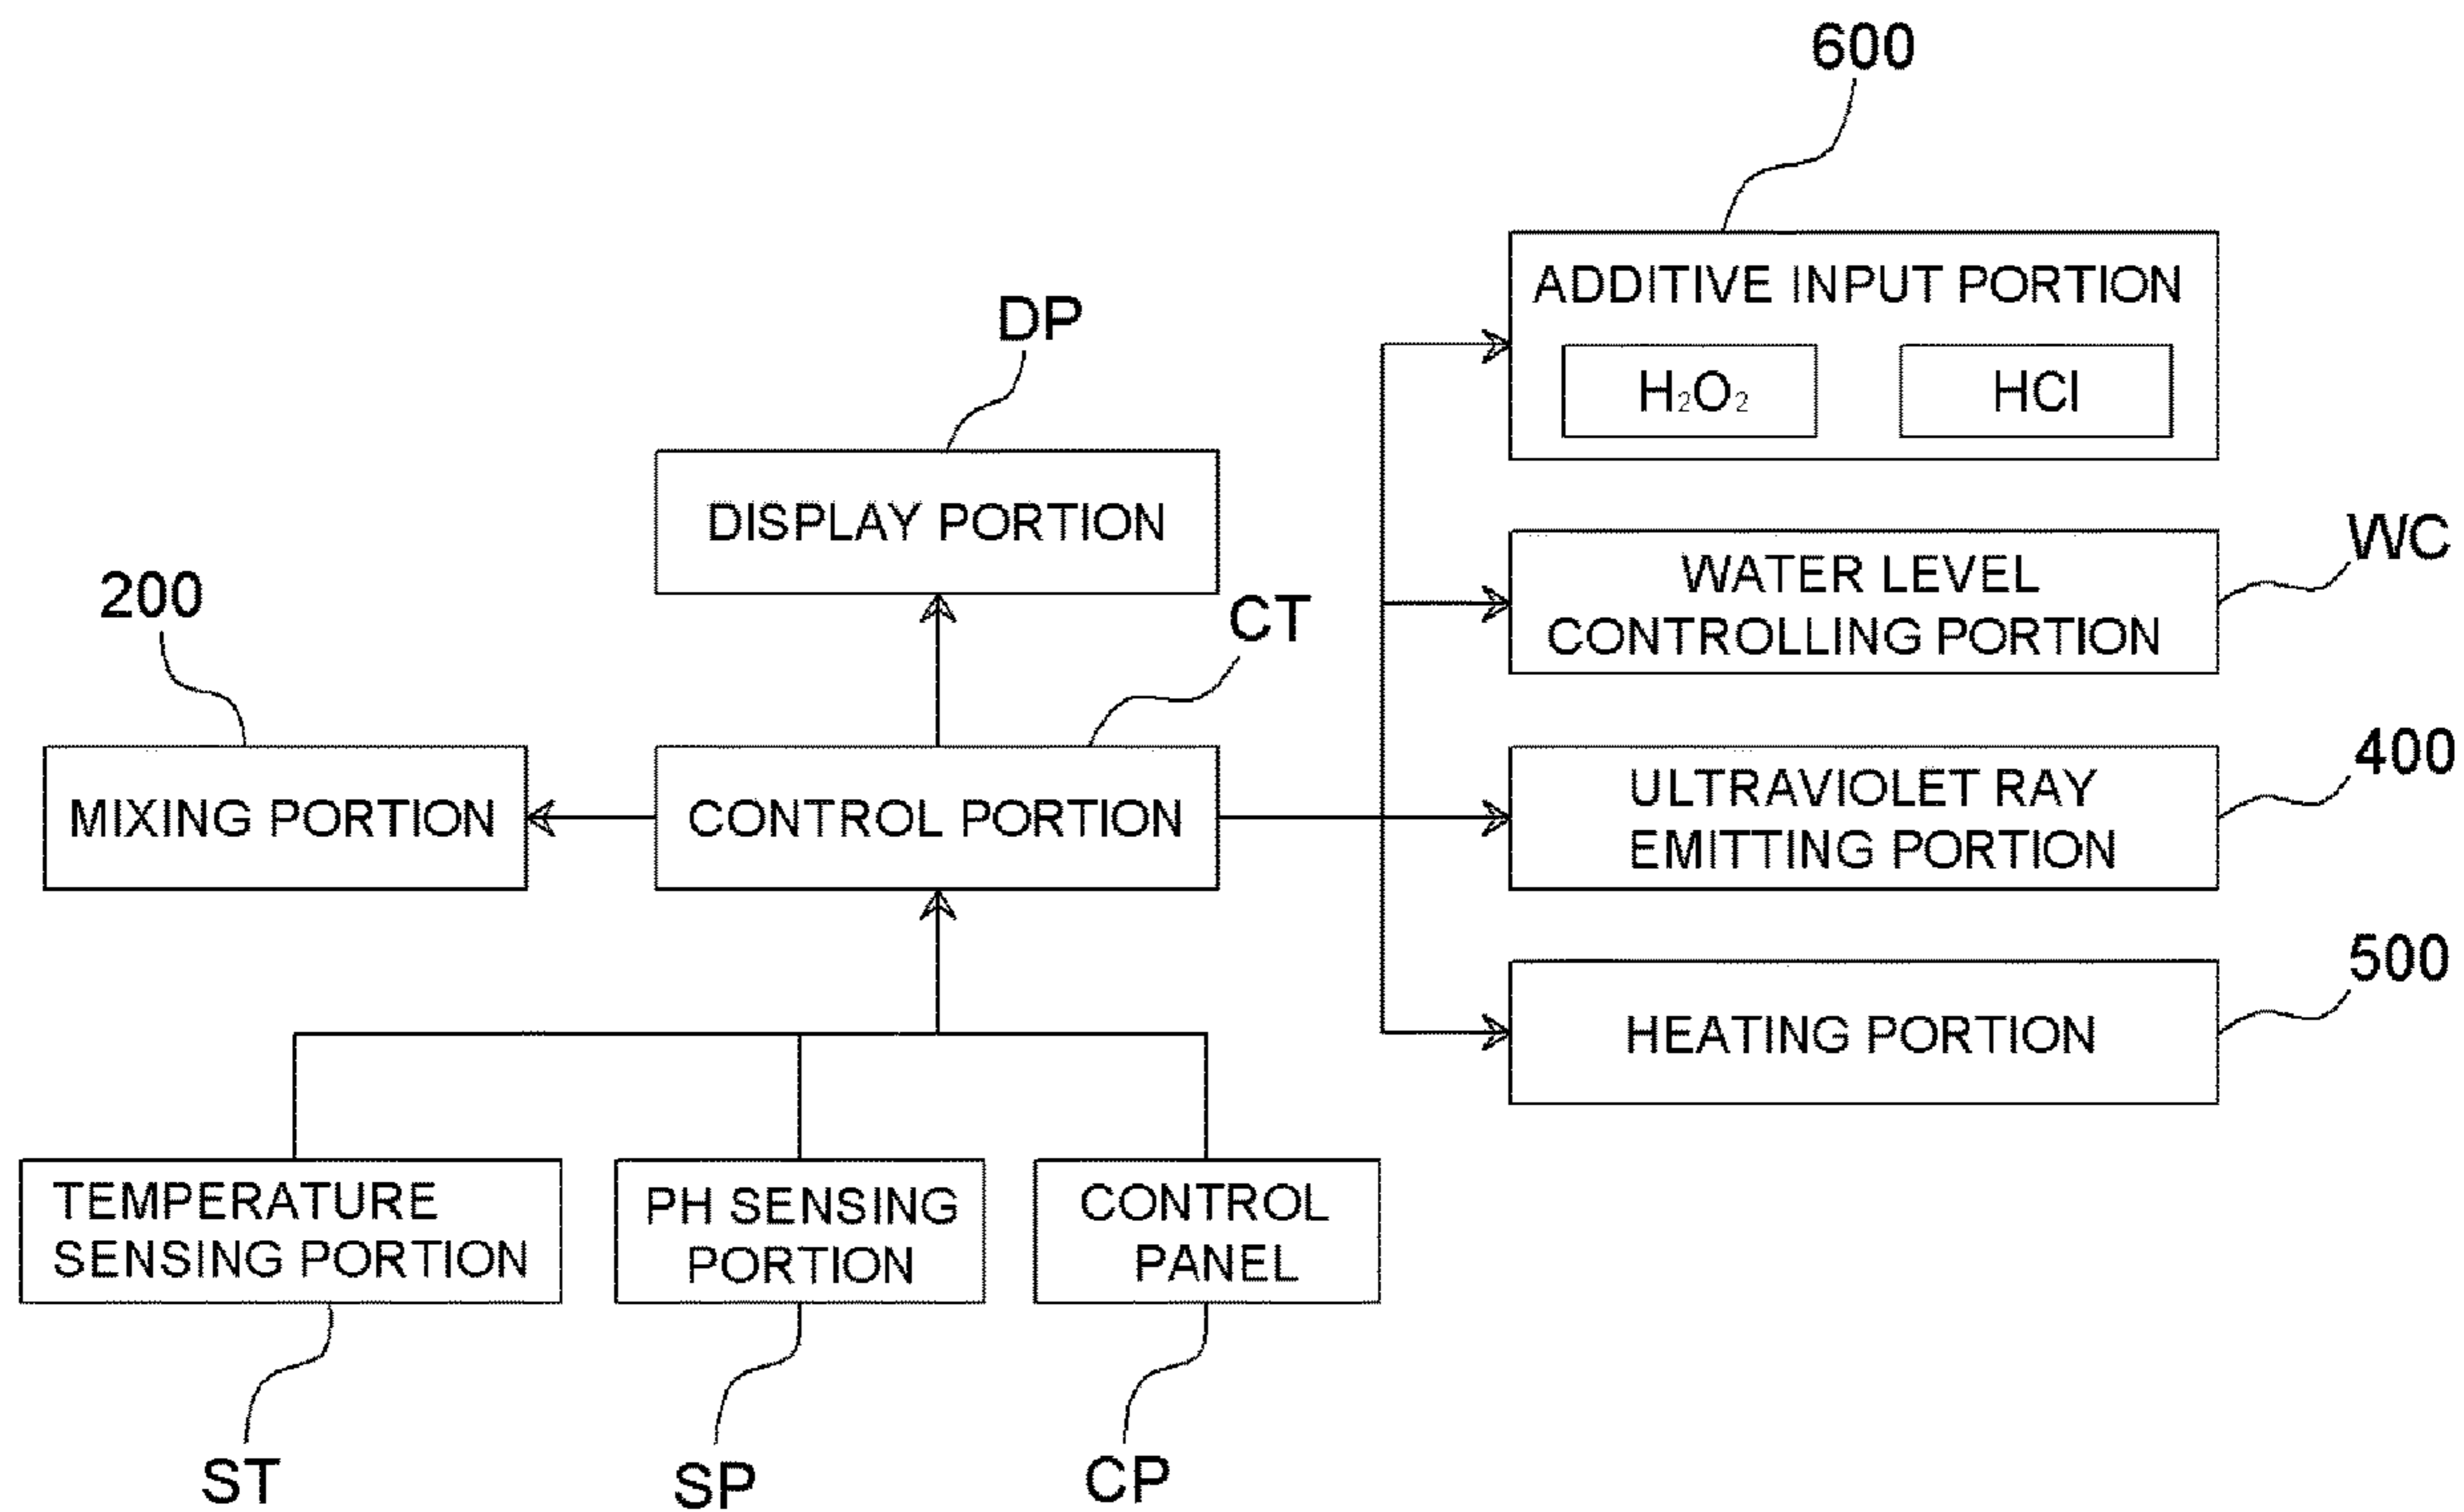 600
ADDITIVE INPUT PORTION
H₂O₂
HCl
DP
DISPLAY PORTION
WC
WATER LEVEL
CONTROLLING PORTION
200
CT
MIXING PORTION
CONTROL PORTION
400
ULTRAVIOLET RAY
EMITTING PORTION
500
HEATING PORTION
TEMPERATURE
SENSING PORTION
PH SENSING
PORTION
CONTROL
PANEL
ST
SP
CP